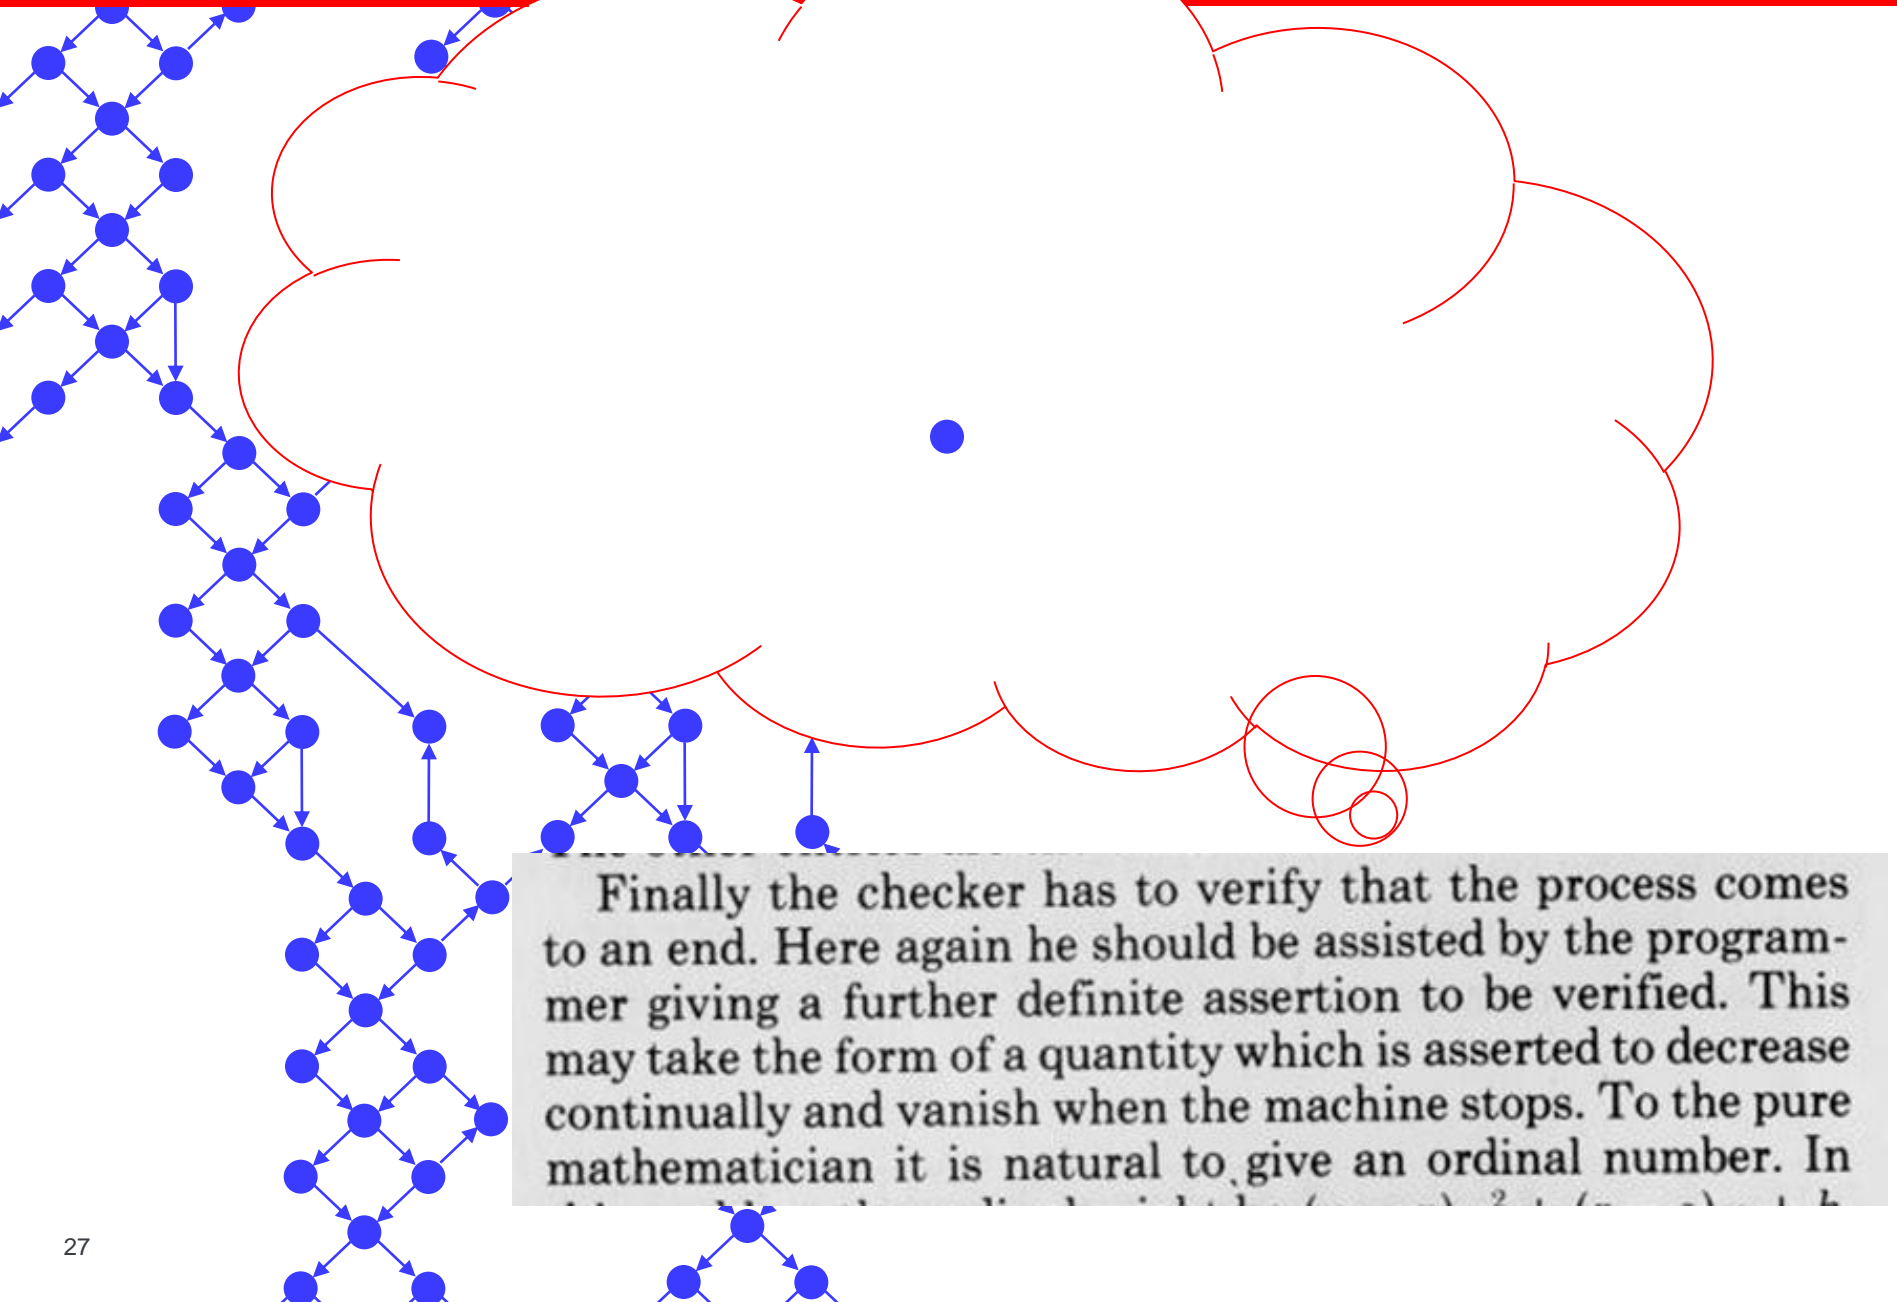 Finally the checker has to verify that the process comes
to an end. Here again he should be assisted by the program-
mer giving a further definite assertion to be verified. This
may take the form of a quantity which is asserted to decrease
continually and vanish when the machine stops. To the pure
mathematician it is natural to give an ordinal number. In
27